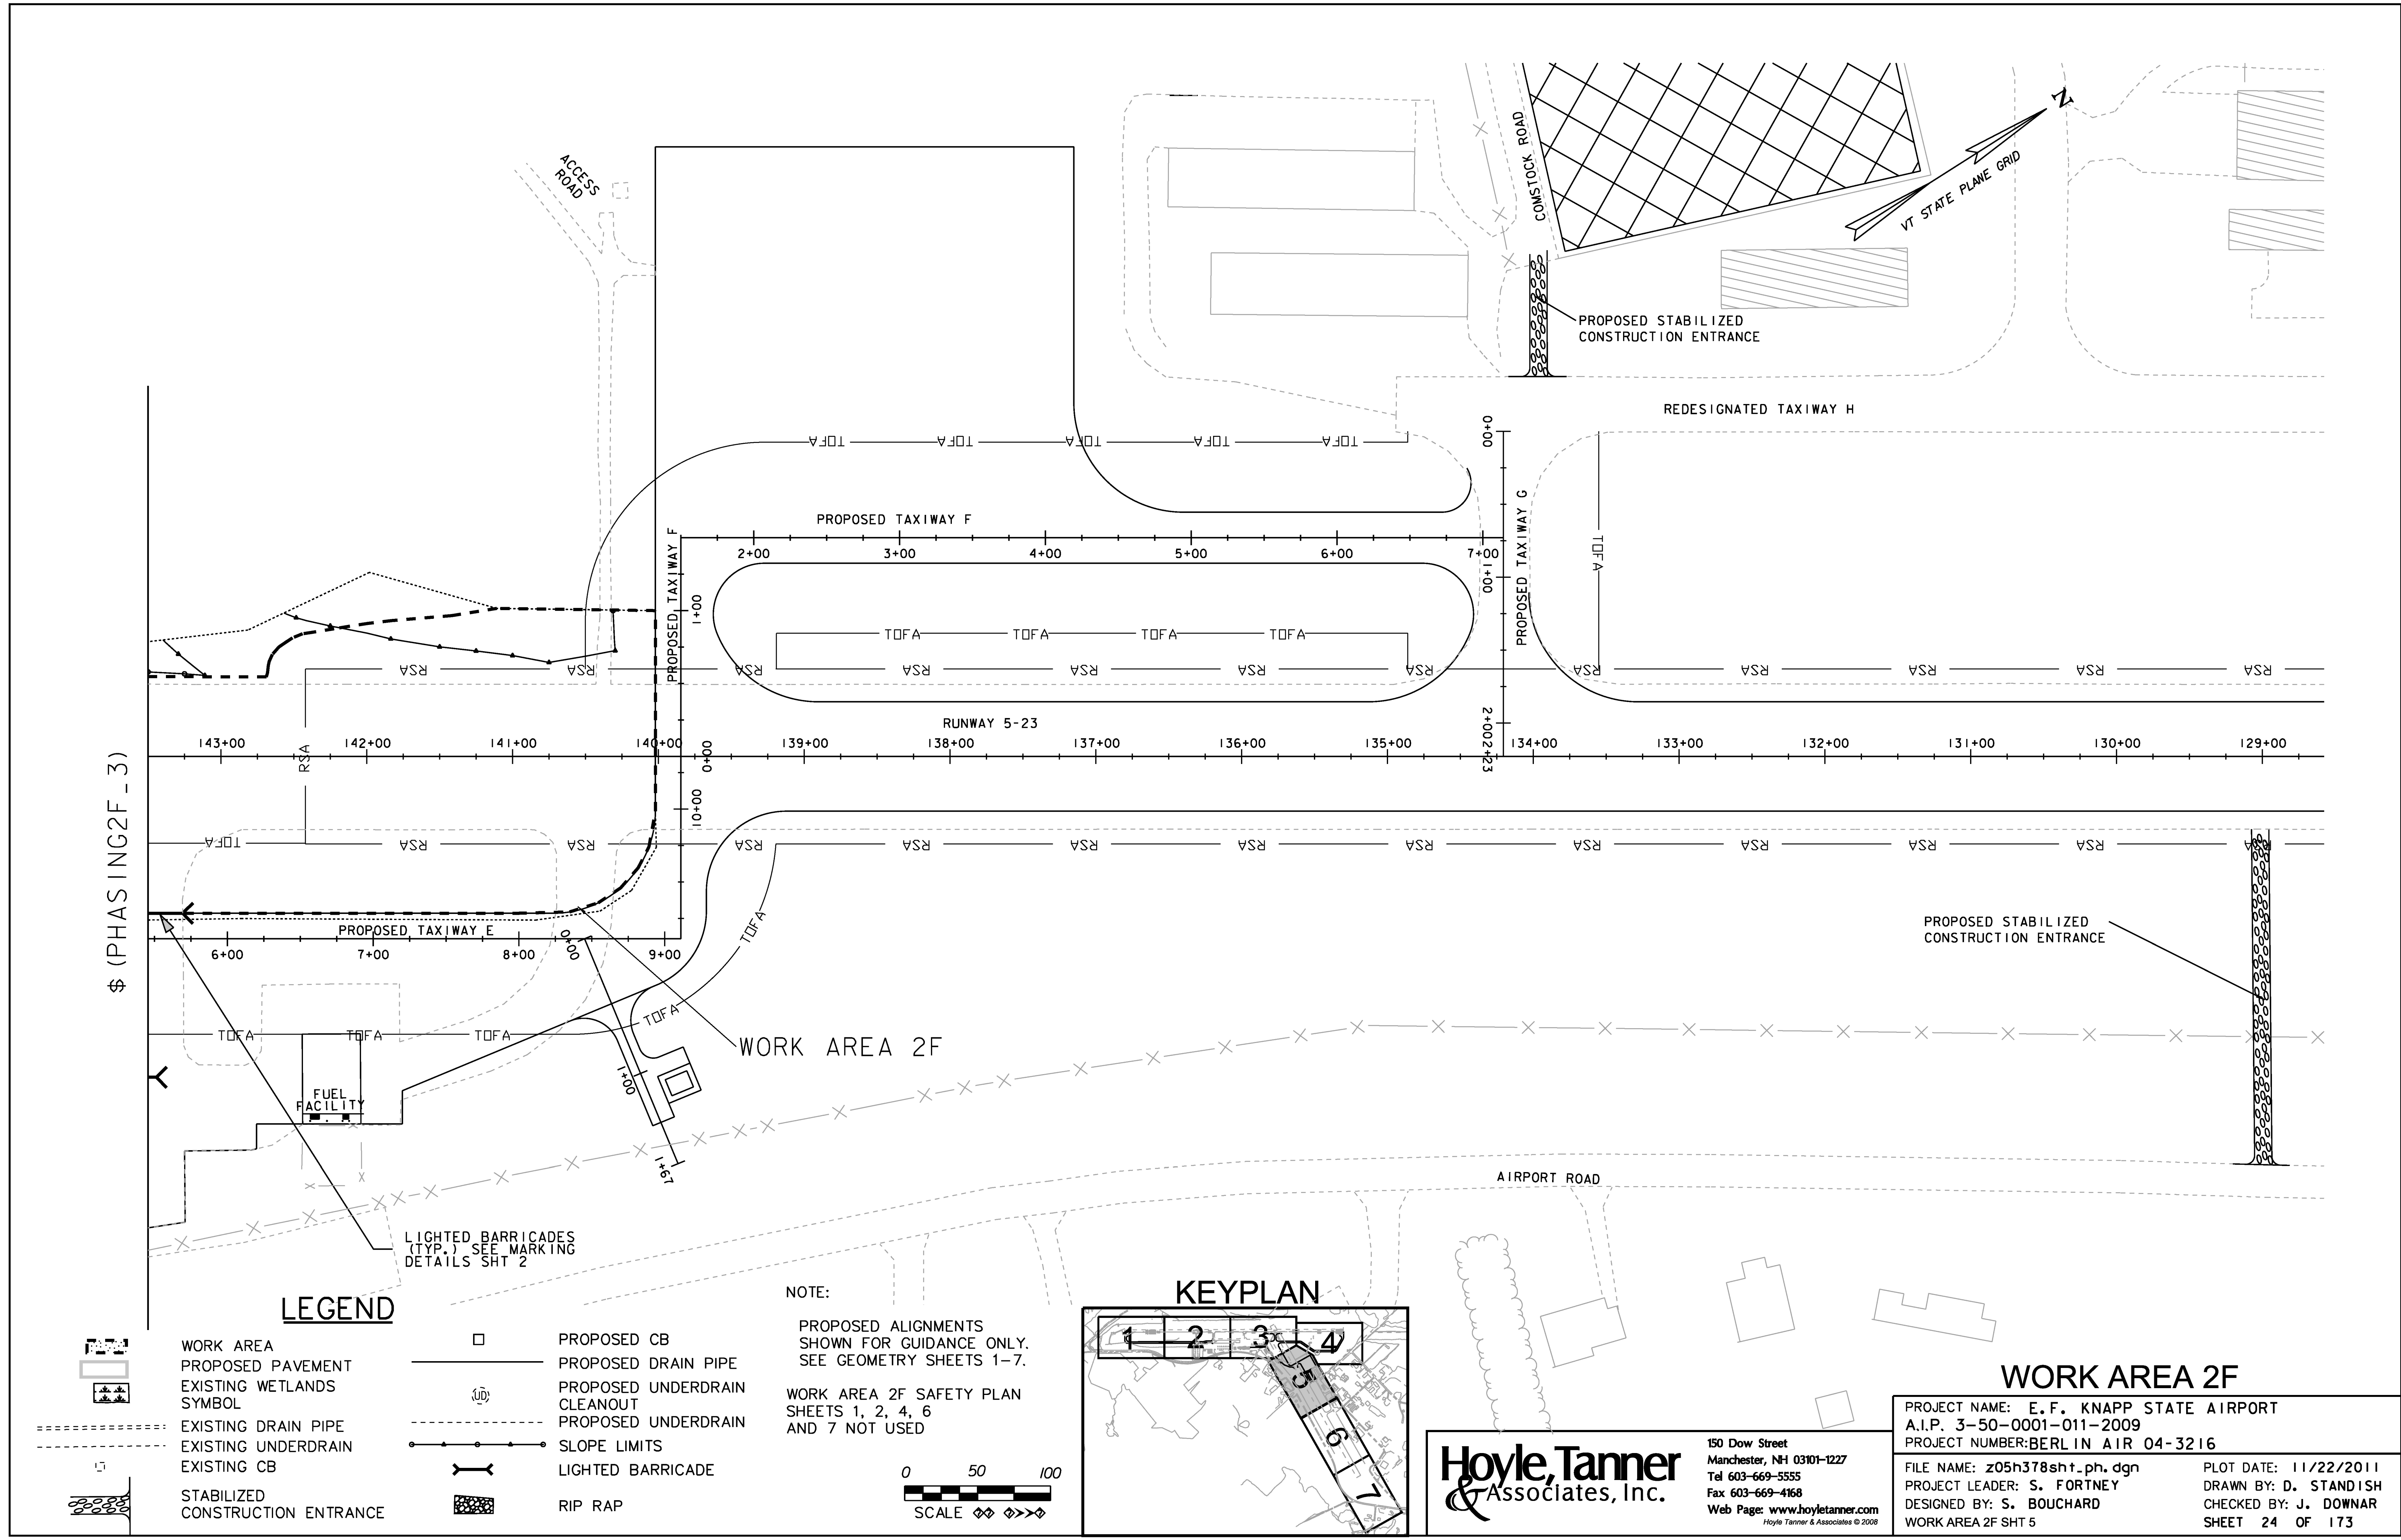 ACCESS
ROAD
COMSTOCK ROAD
N
VT STATE PLANE GRID
PROPOSED STABILIZED
CONSTRUCTION ENTRANCE
REDESIGNATED TAXIWAY H
TOFA TOFA TOFA TOFA TOFA
0+00
PROPOSED TAXIWAY F
2+00 3+00 4+00 5+00 6+00 7+00
PROPOSED TAXIWAY F
1+00
PROPOSED TAXIWAY G
1+00
TOFA
TOFA TOFA TOFA TOFA
RSA RSA RSA RSA RSA RSA RSA RSA RSA RSA RSA RSA
RUNWAY 5-23
2+00
2+23
143+00 142+00 141+00 140+00 139+00 138+00 137+00 136+00 135+00 134+00 133+00 132+00 131+00 130+00 129+00
0+00
RSA
10+00
TOFA RSA RSA RSA RSA RSA RSA RSA RSA RSA RSA RSA RSA
$(PHASING2F_3)
PROPOSED TAXIWAY E
6+00 7+00 8+00 9+00
0+00
TOFA
TOFA
TOFA TOFA TOFA
WORK AREA 2F
1+00
1+67
FUEL
FACILITY
PROPOSED STABILIZED
CONSTRUCTION ENTRANCE
AIRPORT ROAD
LIGHTED BARRICADES
(TYP.) SEE MARKING
DETAILS SHT 2
LEGEND
WORK AREA
PROPOSED PAVEMENT
EXISTING WETLANDS
SYMBOL
EXISTING DRAIN PIPE
EXISTING UNDERDRAIN
EXISTING CB
STABILIZED
CONSTRUCTION ENTRANCE
PROPOSED CB
PROPOSED DRAIN PIPE
UD
PROPOSED UNDERDRAIN
CLEANOUT
PROPOSED UNDERDRAIN
SLOPE LIMITS
LIGHTED BARRICADE
RIP RAP
NOTE:
PROPOSED ALIGNMENTS
SHOWN FOR GUIDANCE ONLY.
SEE GEOMETRY SHEETS 1-7.
WORK AREA 2F SAFETY PLAN
SHEETS 1, 2, 4, 6
AND 7 NOT USED
0 50 100
SCALE
KEYPLAN
1 2 3 4
5
6
7
Hoyle, Tanner
& Associates, Inc.
150 Dow Street
Manchester, NH 03101-1227
Tel 603-669-5555
Fax 603-669-4168
Web Page: www.hoyletanner.com
Hoyle Tanner & Associates © 2008
WORK AREA 2F
PROJECT NAME: E.F. KNAPP STATE AIRPORT
A.I.P. 3-50-0001-011-2009
PROJECT NUMBER:BERLIN AIR 04-3216
FILE NAME: z05h378sht_ph.dgn
PLOT DATE: 11/22/2011
PROJECT LEADER: S. FORTNEY
DRAWN BY: D. STANDISH
DESIGNED BY: S. BOUCHARD
CHECKED BY: J. DOWNAR
WORK AREA 2F SHT 5
SHEET 24 OF 173